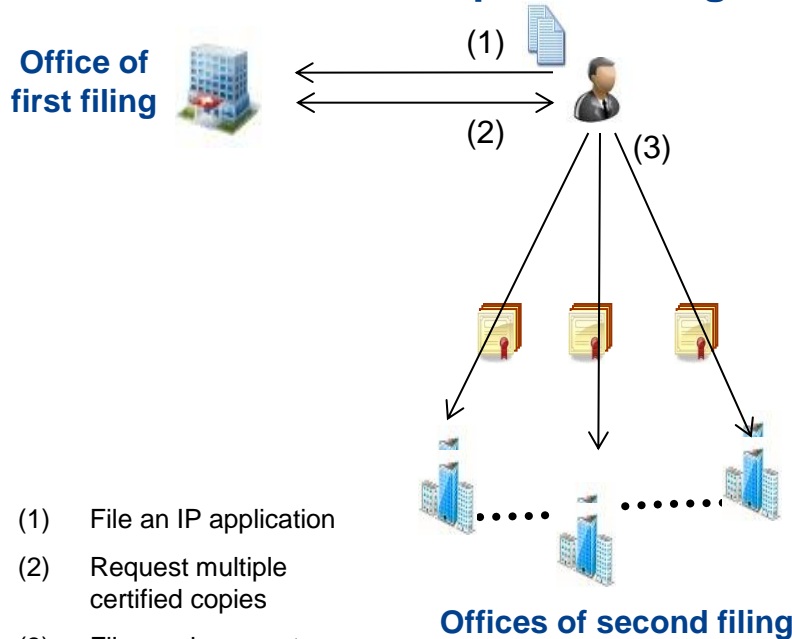 (1)
Office of
first filing
(2)
(3)
(1) File an IP application
(2) Request multiple
certified copies
Offices of second filing